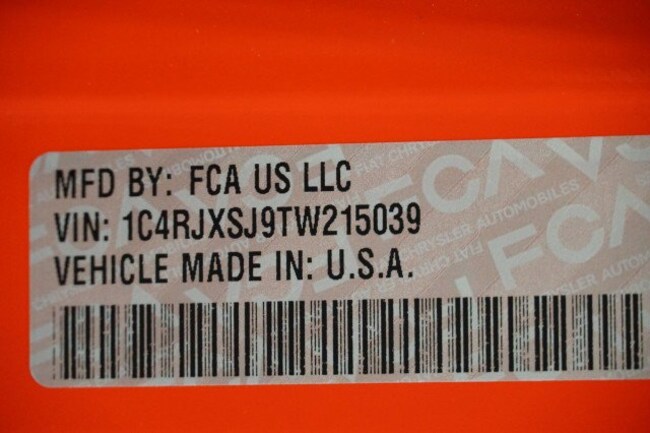 MFD BY: FCA US LLC
VIN: 1C4RJXSJ9TW215039
VEHICLE MADE IN: U.S.A.